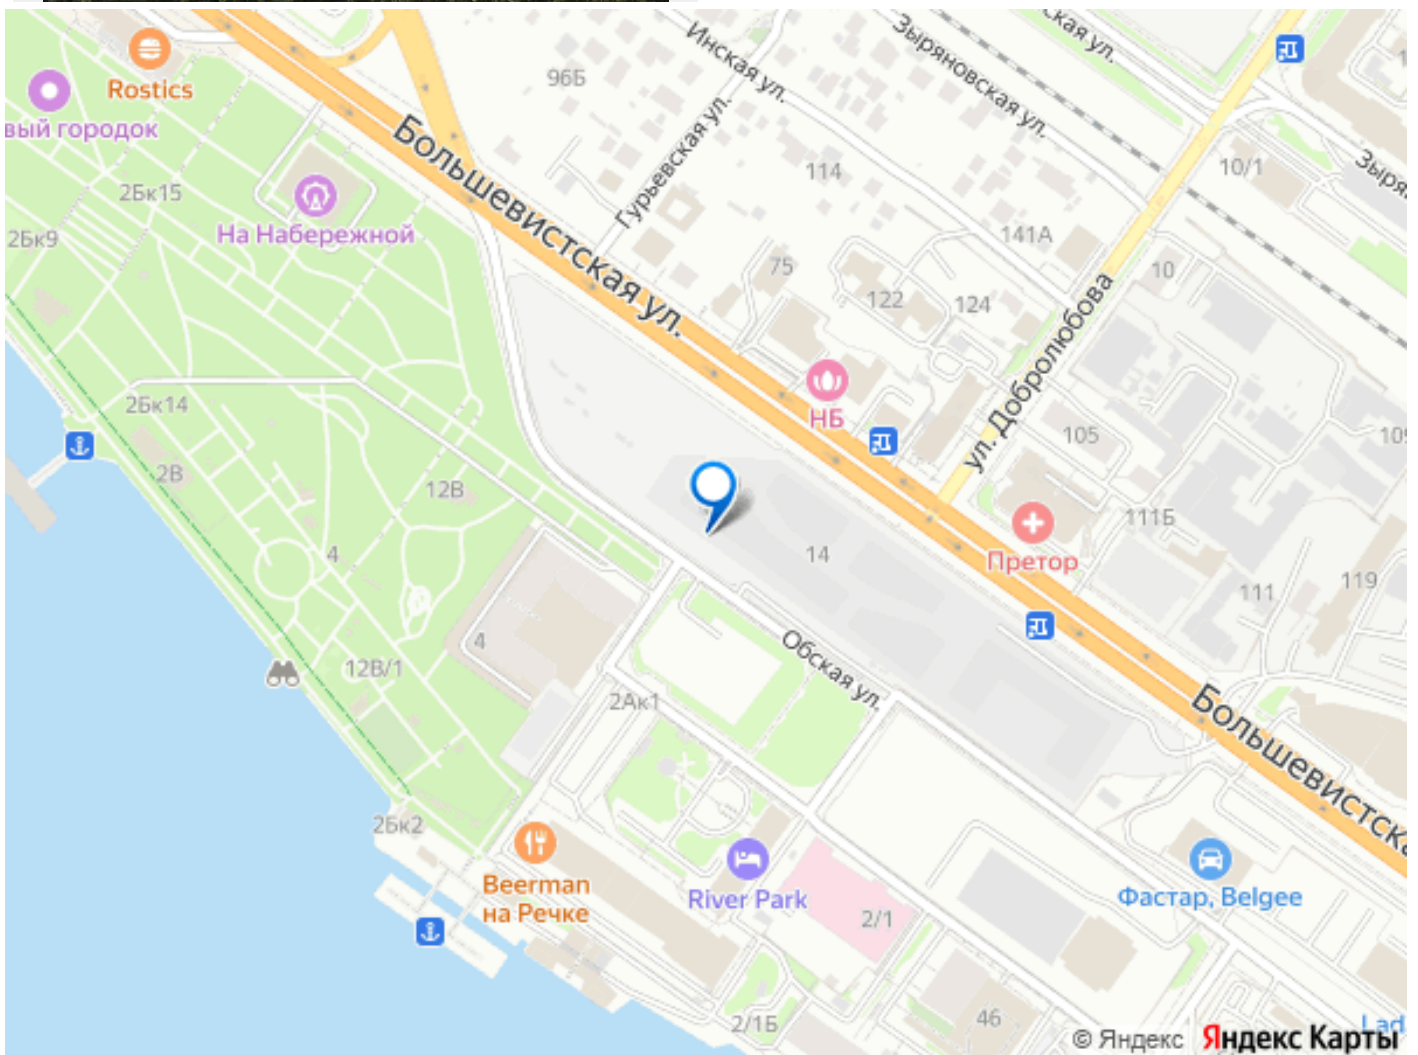 Rostics
вый городок
96Б
Инская ул.
Зыряновская ул.
ская ул.
Большевистская ул.
Гурьевская ул.
114
10/1
2Бк15
2Бк9
На Набережной
141А
75
10
122
124
ул. Добролюбова
НБ
2Бк14
105
2В
12В
111Б
4
14
Претор
111
119
4
12В/1
Обская ул.
2Ак1
Большевистска
2Бк2
Beerman
на Речке
River Park
Фастар, Belgee
2/1
2/1Б
46
Lad
© Яндекс Яндекс Карты